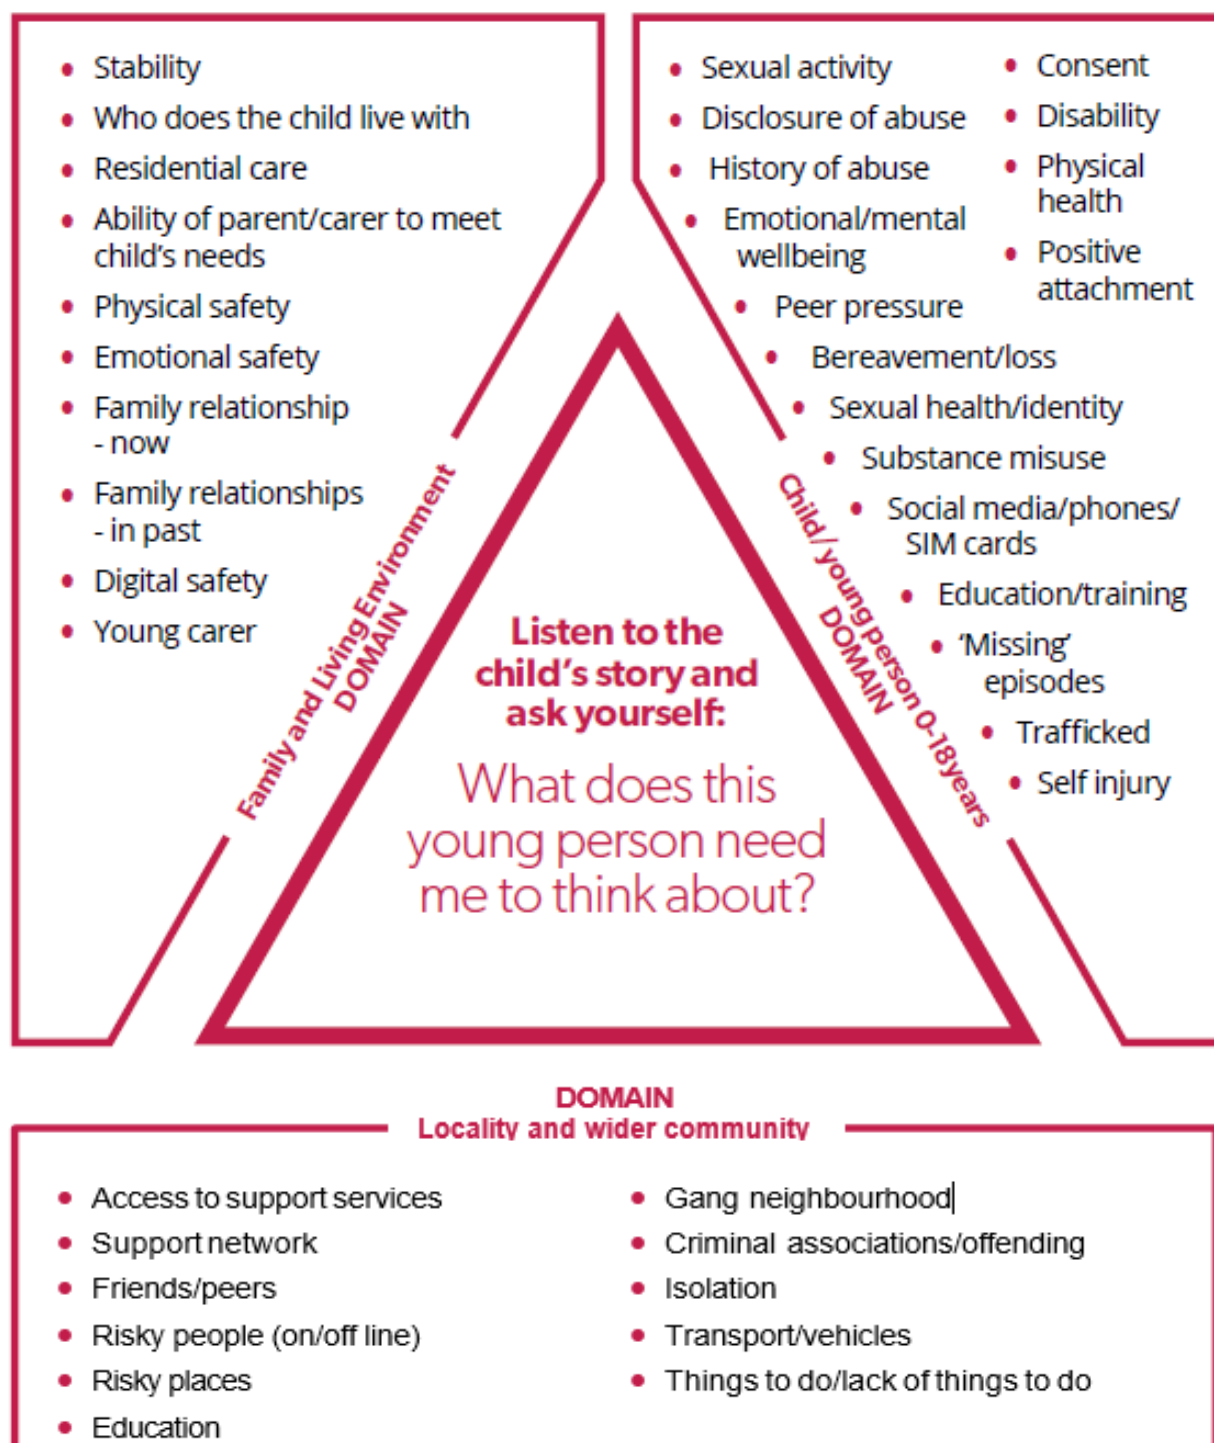 Stability
Who does the child live with
Residential care
Ability of parent/carer to meet
child's needs
Physical safety
Emotional safety
Family relationship
- now
Family relationships
- in past
Digital safety
Young carer
Family and Living Environment
DOMAIN
Sexual activity
Disclosure of abuse
History of abuse
Emotional/mental
wellbeing
Peer pressure
Bereavement/loss
Sexual health/identity
Substance misuse
Social media/phones/
SIM cards
Education/training
‘Missing’
episodes
Trafficked
Self injury
Consent
Disability
Physical
health
Positive
attachment
Child/ young person 0-18years
DOMAIN
Listen to the
child's story and
ask yourself:
What does this
young person need
me to think about?
DOMAIN
Locality and wider community
Access to support services
Support network
Friends/peers
Risky people (on/off line)
Risky places
Education
Gang neighbourhood
Criminal associations/offending
Isolation
Transport/vehicles
Things to do/lack of things to do